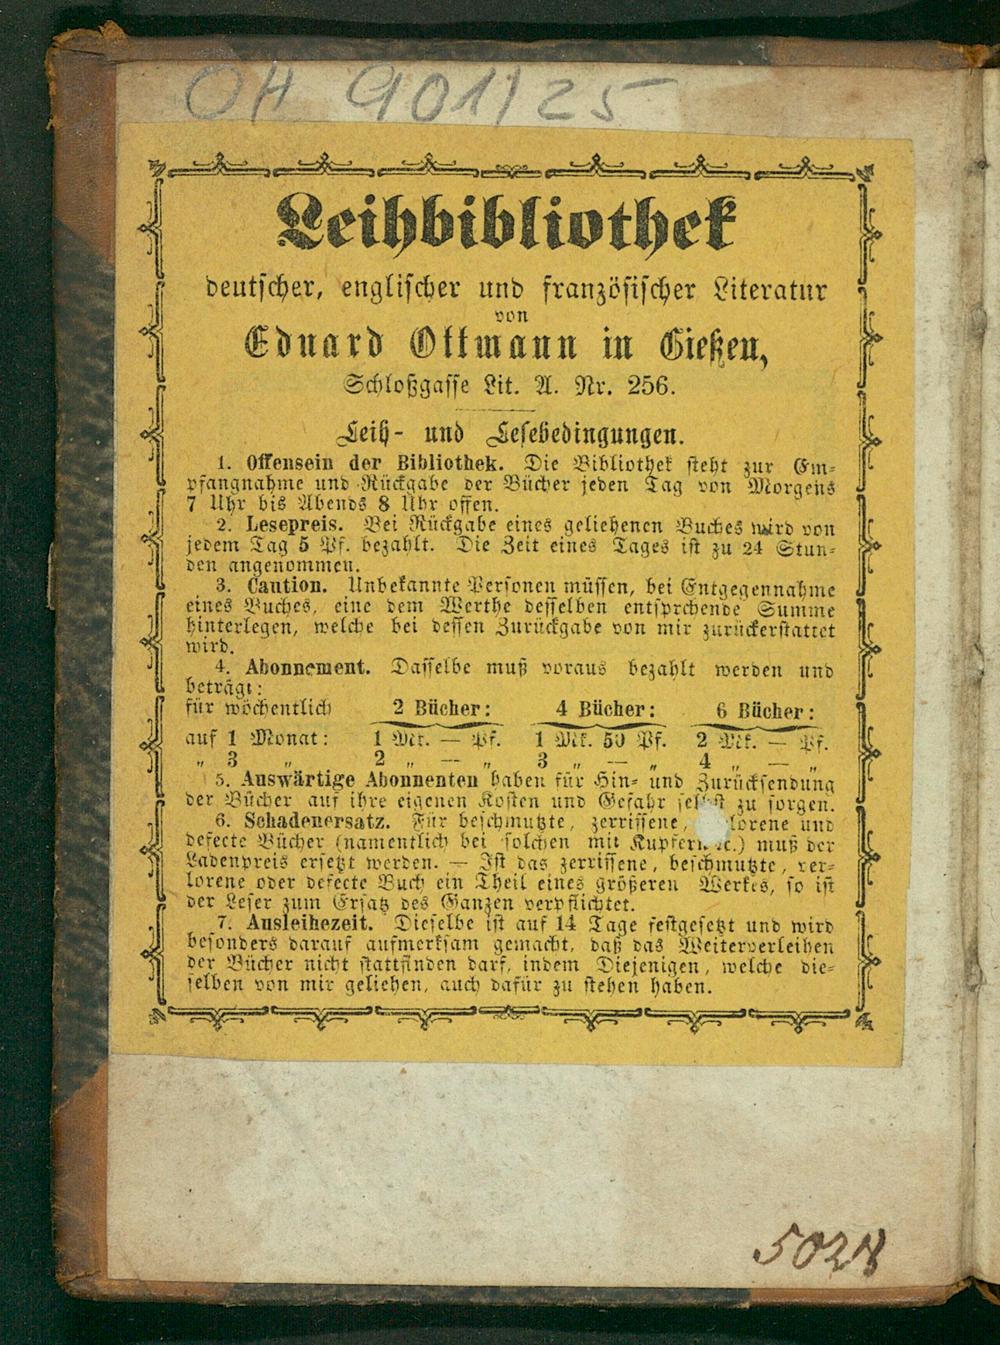 OH 901/25
Leihbibliothek
deutscher, englischer und französischer Literatur
von
Eduard Ottmann in Gießen,
Schloßgasse Lit. A. Nr. 256.
Leih- und Lesebedingungen.
1. Offensein der Bibliothek. Die Bibliothek steht zur Em-
pfangnahme und Rückgabe der Bücher jeden Tag von Morgens
7 Uhr bis Abends 8 Uhr offen.
2. Lesepreis. Bei Rückgabe eines geliehenen Buches wird von
jedem Tag 5 Pf. bezahlt. Die Zeit eines Tages ist zu 24 Stun-
den angenommen.
3. Caution. Unbekannte Personen müssen, bei Entgegennahme
eines Buches, eine dem Werthe desselben entsprchende Summe
hinterlegen, welche bei dessen Zurückgabe von mir zurückerstattet
wird.
4. Abonnement. Dasselbe muß voraus bezahlt werden und
beträgt:
für wöchentlich 2 Bücher: 4 Bücher: 6 Bücher:
auf 1 Monat: 1 Mk. — Pf. 1 Mk. 50 Pf. 2 Mk. — Pf.
„ 3 „ 2 „ — „ 3 „ — „ 4 „ — „
5. Auswärtige Abonnenten haben für Hin- und Zurücksendung
der Bücher auf ihre eigenen Kosten und Gefahr selbst zu sorgen.
6. Schadenersatz. Für beschmutzte, zerrissene, lorene und
defecte Bücher (namentlich bei solchen mit Kupfern ꝛc.) muß der
Ladenpreis ersetzt werden. — Ist das zerrissene, beschmutzte, ver-
lorene oder defecte Buch ein Theil eines größeren Werkes, so ist
der Leser zum Ersatz des Ganzen verpflichtet.
7. Ausleihezeit. Dieselbe ist auf 14 Tage festgesetzt und wird
besonders darauf aufmerksam gemacht, daß das Weiterverleihen
der Bücher nicht stattfinden darf, indem Diejenigen, welche die-
selben von mir geliehen, auch dafür zu stehen haben.
5028